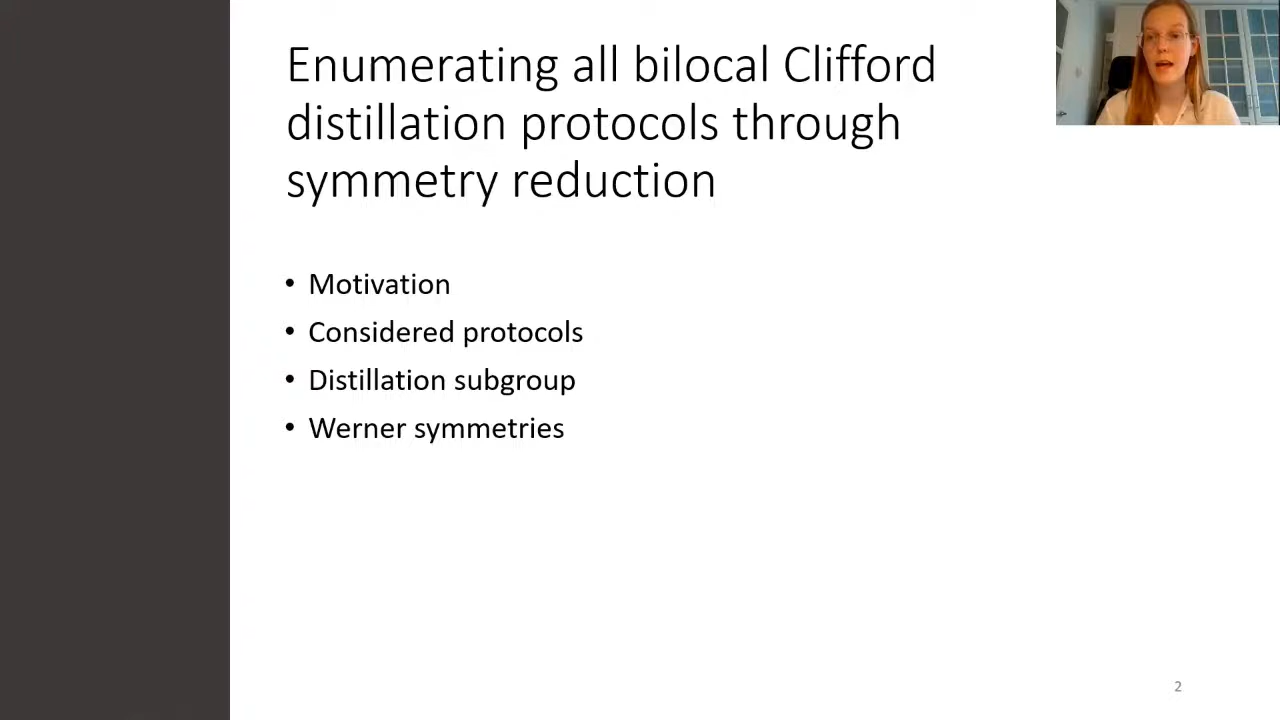 Enumerating all bilocal Clifford
distillation protocols through
symmetry reduction
• Motivation
• Considered protocols
• Distillation subgroup
• Werner symmetries
2